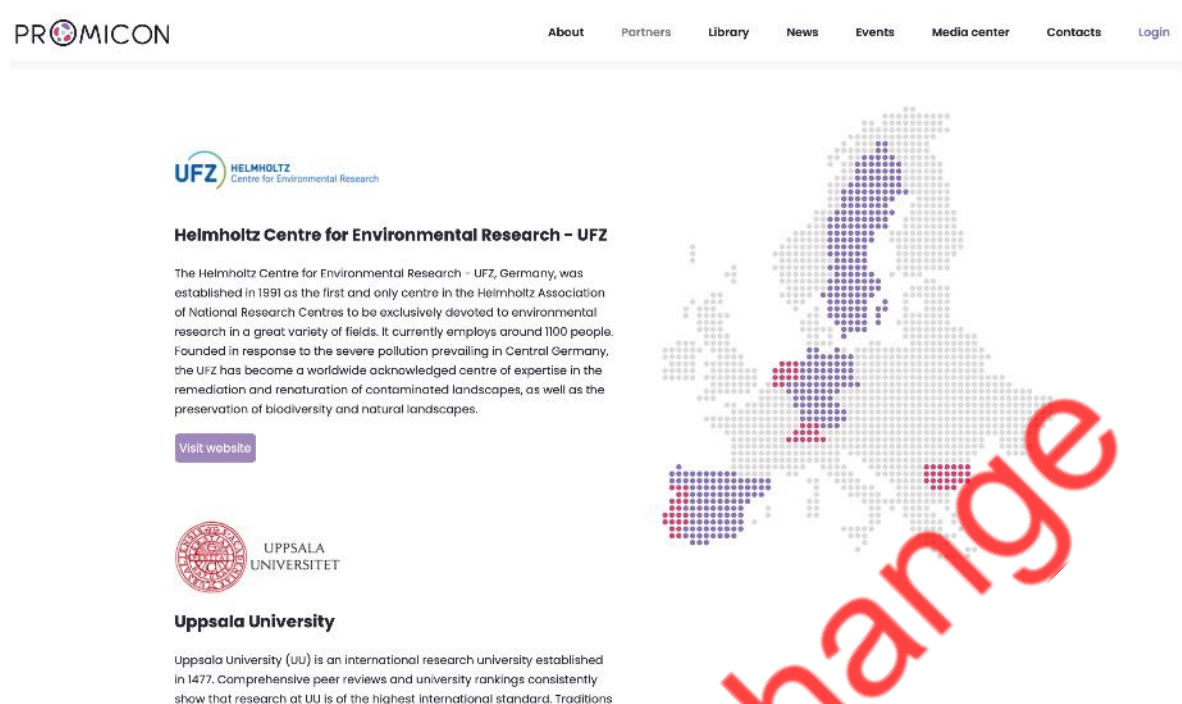 PROMICON
About Partners Library News Events Media center Contacts Login
UFZ HELMHOLTZ
Centre for Environmental Research
Helmholtz Centre for Environmental Research - UFZ
The Helmholtz Centre for Environmental Research - UFZ, Germany, was
established in 1991 as the first and only centre in the Helmholtz Association
of National Research Centres to be exclusively devoted to environmental
research in a great variety of fields. It currently employs around 1100 people.
Founded in response to the severe pollution prevailing in Central Germany,
the UFZ has become a worldwide acknowledged centre of expertise in the
remediation and renaturation of contaminated landscapes, as well as the
preservation of biodiversity and natural landscapes.
Visit website
UPPSALA
UNIVERSITET
Uppsala University
Uppsala University (UU) is an international research university established
in 1477. Comprehensive peer reviews and university rankings consistently
show that research at UU is of the highest international standard. Traditions
hange